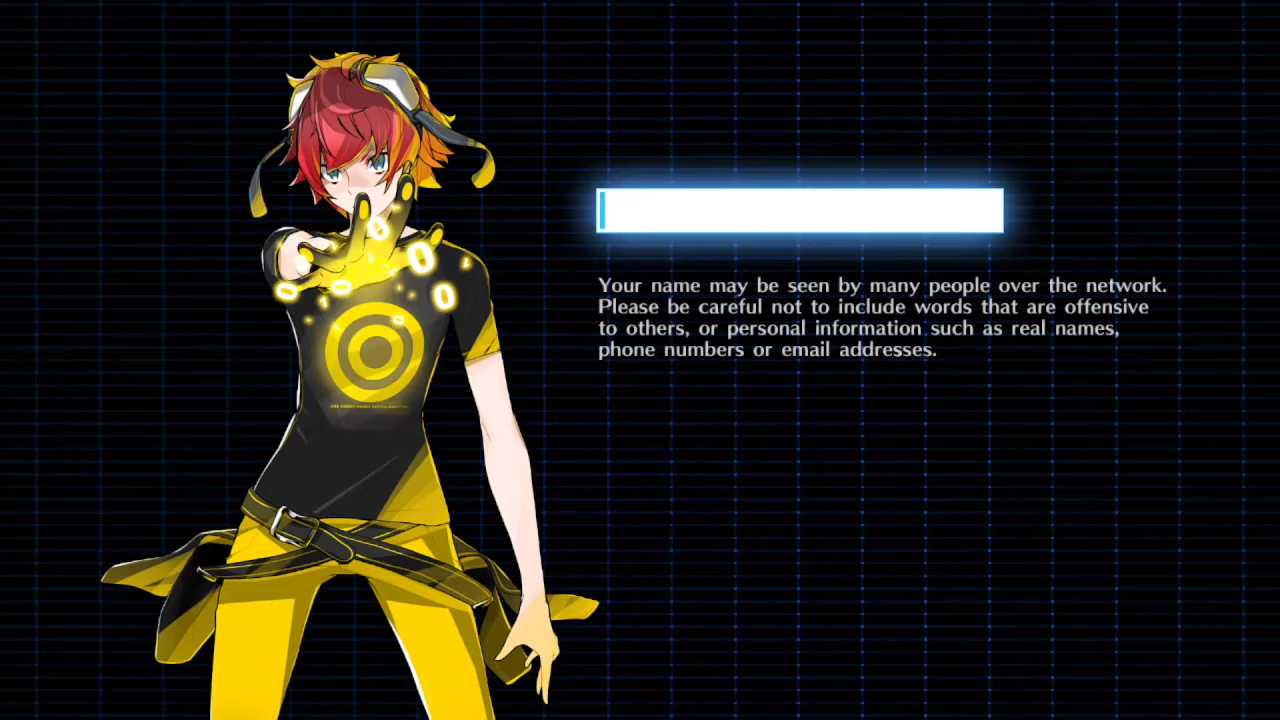 Your name may be seen by many people over the network.
Please be careful not to include words that are offensive
to others, or personal information such as real names,
phone numbers or email addresses.